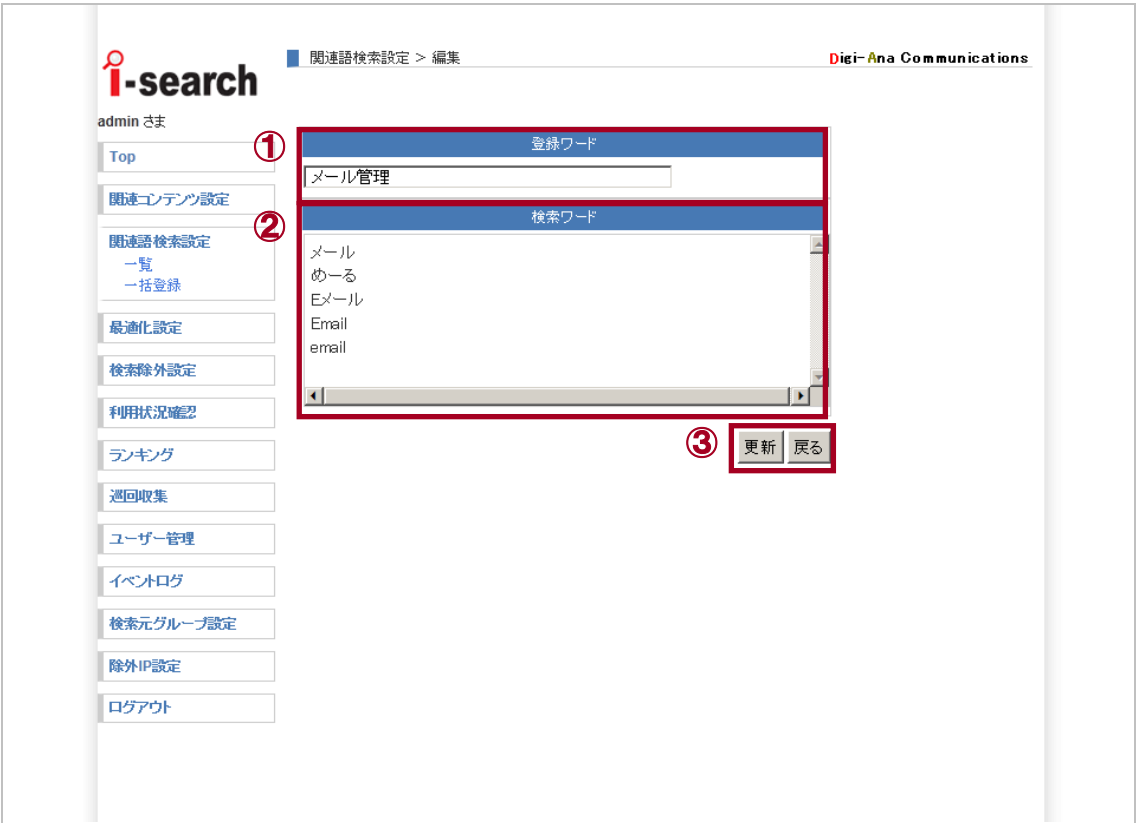 i-search
関連語検索設定 > 編集
Digi-Ana Communications
admin さま
Top
関連コンテンツ設定
関連語検索設定
一覧
一括登録
最適化設定
検索除外設定
利用状況確認
ランキング
巡回収集
ユーザー管理
イベントログ
検索元グループ設定
除外IP設定
ログアウト
①
登録ワード
メール管理
②
検索ワード
メール
めーる
Eメール
Email
email
③
更新 戻る